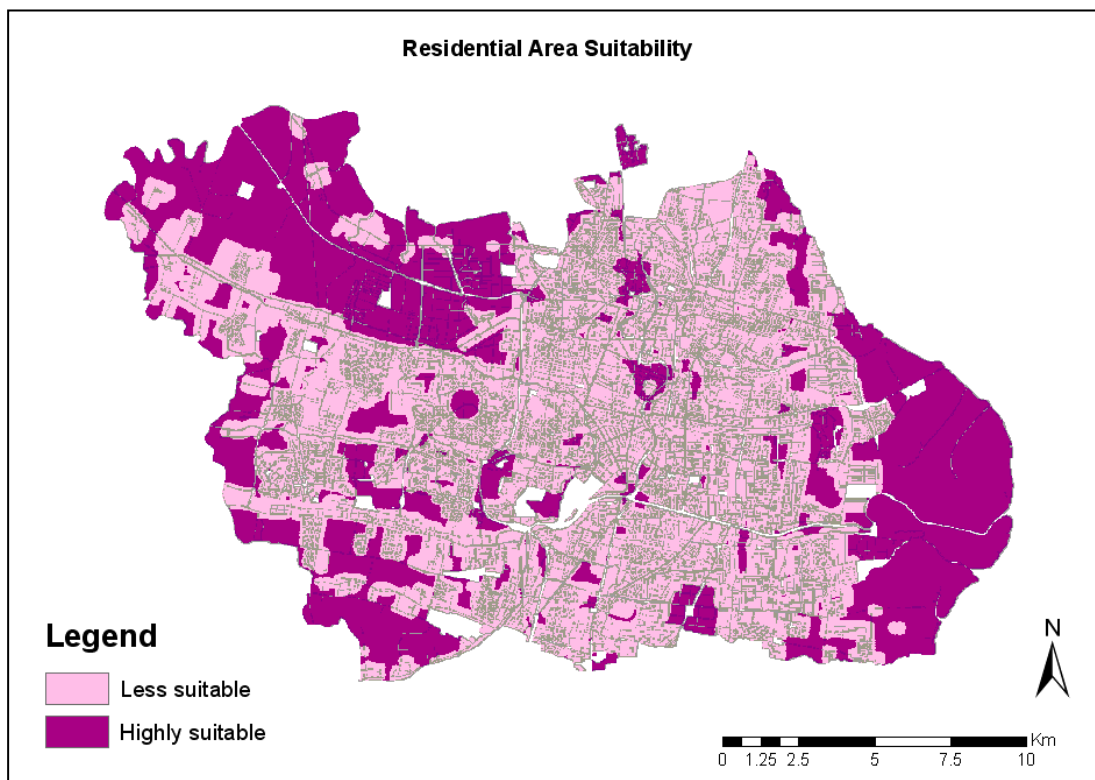 Residential Area Suitability
Legend
Less suitable
Highly suitable
N
Km
0 1.25 2.5 5 7.5 10